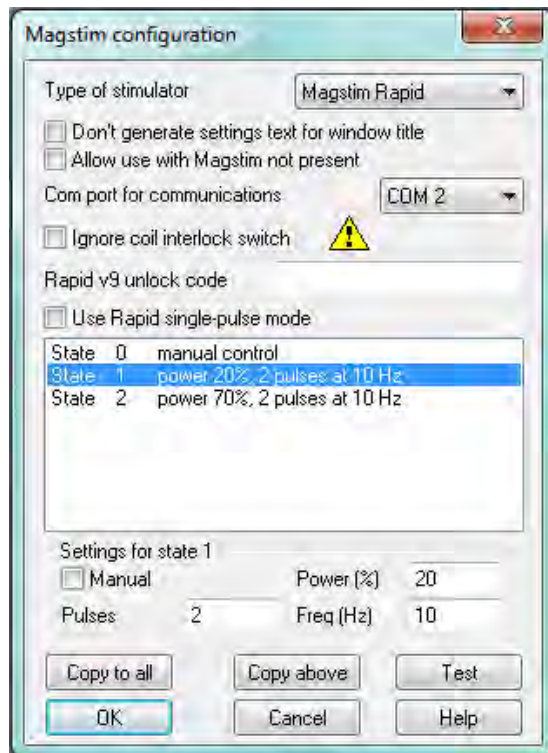 Magstim configuration
Type of stimulator Magstim Rapid
Don't generate settings text for window title
Allow use with Magstim not present
Com port for communications COM 2
Ignore coil interlock switch
Rapid v9 unlock code
Use Rapid single-pulse mode
State 0 manual control
State 1 power 20%, 2 pulses at 10 Hz
State 2 power 70%, 2 pulses at 10 Hz
Settings for state 1
Manual Power (%) 20
Pulses 2 Freq (Hz) 10
Copy to all Copy above Test
OK Cancel Help